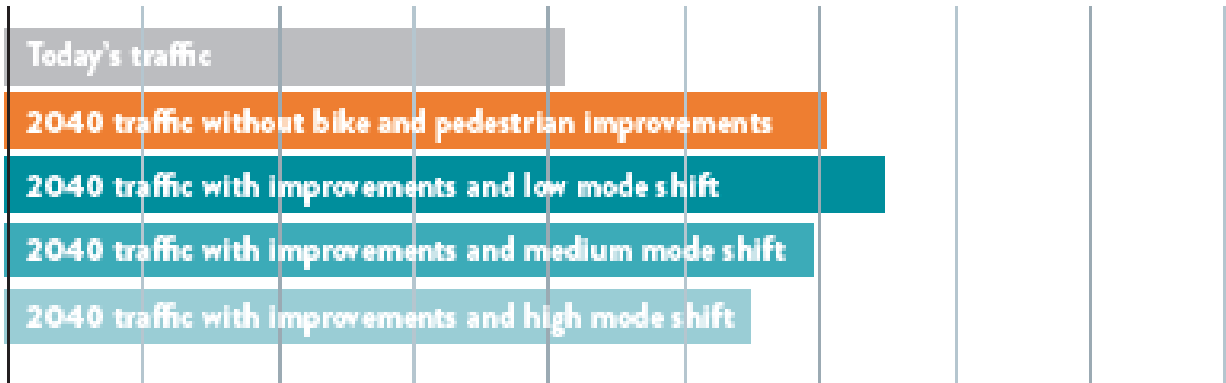 Today's traffic
2040 traffic without bike and pedestrian improvements
2040 traffic with improvements and low mode shift
2040 traffic with improvements and medium mode shift
2040 traffic with improvements and high mode shift